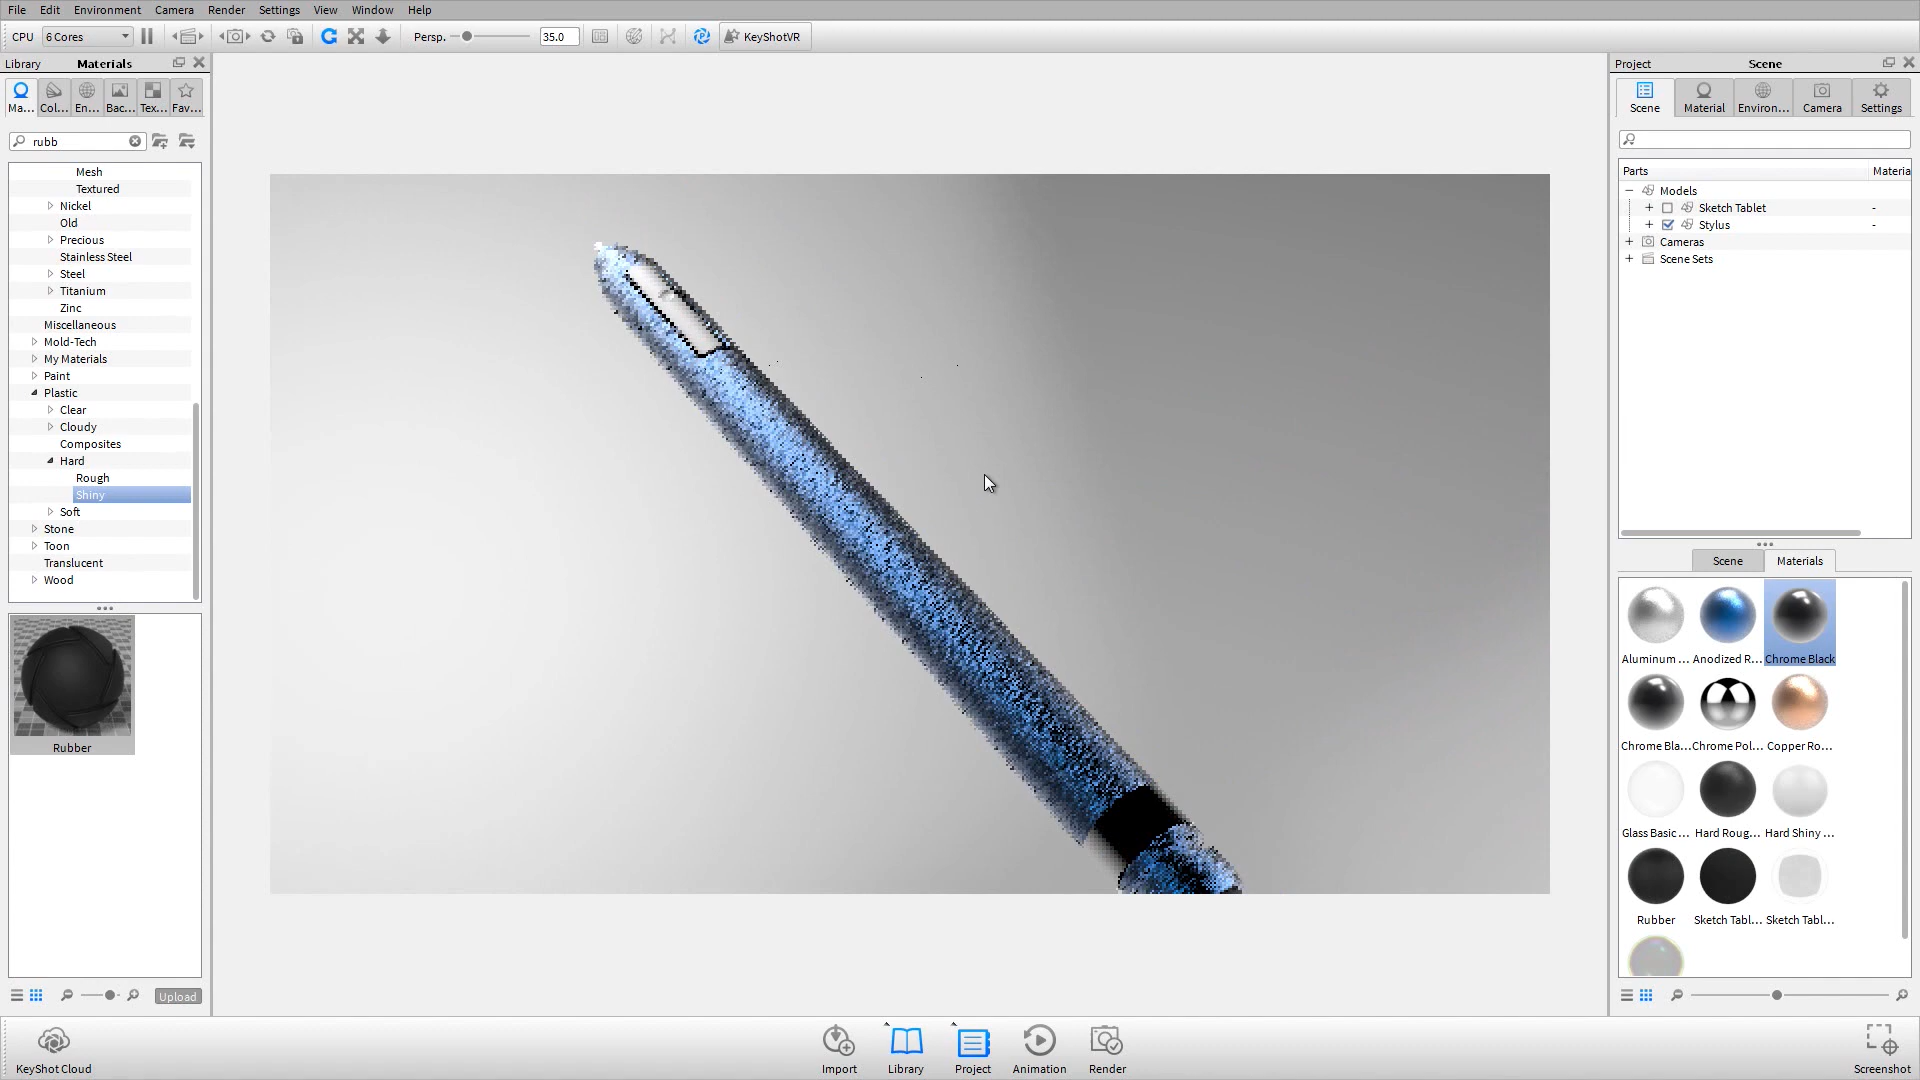 File Edit Environment Camera Render Settings View Window Help
CPU 6 Cores Persp. 35.0 KeyShotVR
Library Materials
Ma... Col... En... Bac... Tex... Fav...
rubb
Mesh
Textured
Nickel
Old
Precious
Stainless Steel
Steel
Titanium
Zinc
Miscellaneous
Mold-Tech
My Materials
Paint
Plastic
Clear
Cloudy
Composites
Hard
Rough
Shiny
Soft
Stone
Toon
Translucent
Wood
Rubber
Upload
Project Scene
Scene Material Environ... Camera Settings
Parts Materia
Models
Sketch Tablet -
Stylus -
Cameras
Scene Sets
Scene Materials
Aluminum ... Anodized R... Chrome Black
Chrome Bla... Chrome Pol... Copper Ro...
Glass Basic ... Hard Roug... Hard Shiny ...
Rubber Sketch Tabl... Sketch Tabl...
KeyShot Cloud Import Library Project Animation Render Screenshot